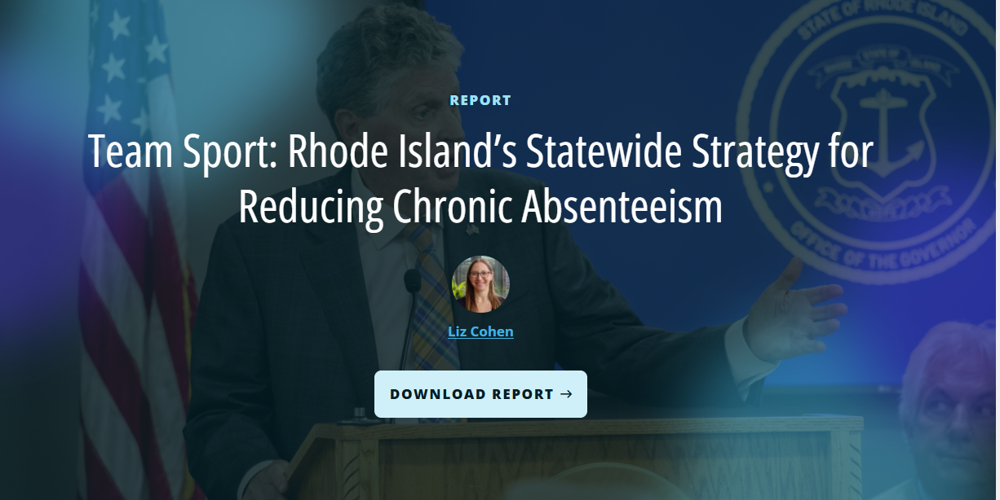 REPORT
Team Sport: Rhode Island’s Statewide Strategy for
Reducing Chronic Absenteeism
Liz Cohen
DOWNLOAD REPORT →
STATE OF RHODE ISLAND
OFFICE OF THE GOVERNOR